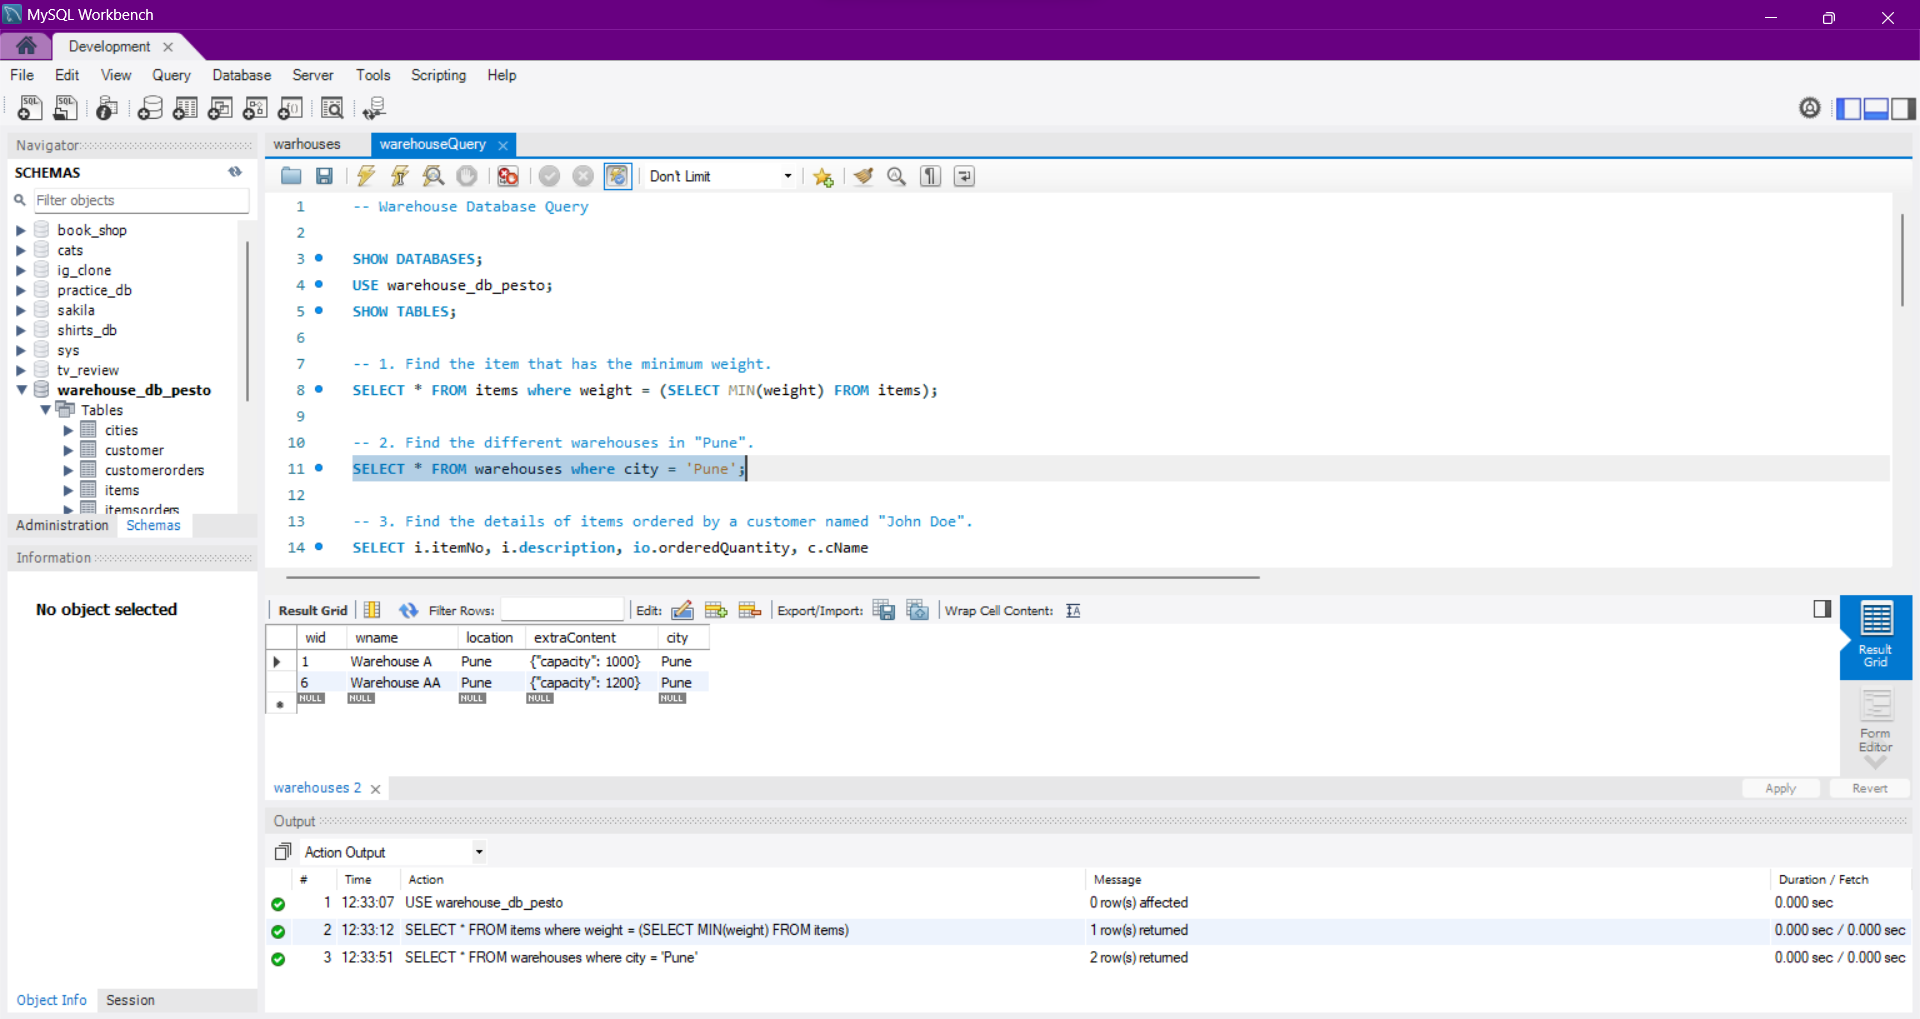 MySQL Workbench
Development
File Edit View Query Database Server Tools Scripting Help
Navigator
SCHEMAS
Filter objects
book_shop
cats
ig_clone
practice_db
sakila
shirts_db
sys
tv_review
warehouse_db_pesto
Tables
cities
customer
customerorders
items
itemsorders
Administration Schemas
Information
No object selected
Object Info Session
warhouses warehouseQuery
Don't Limit
1 -- Warehouse Database Query
2
3 SHOW DATABASES;
4 USE warehouse_db_pesto;
5 SHOW TABLES;
6
7 -- 1. Find the item that has the minimum weight.
8 SELECT * FROM items where weight = (SELECT MIN(weight) FROM items);
9
10 -- 2. Find the different warehouses in "Pune".
11 SELECT * FROM warehouses where city = 'Pune';
12
13 -- 3. Find the details of items ordered by a customer named "John Doe".
14 SELECT i.itemNo, i.description, io.orderedQuantity, c.cName
Result Grid Filter Rows: Edit: Export/Import: Wrap Cell Content:
wid wname location extraContent city
1 Warehouse A Pune {"capacity": 1000} Pune
6 Warehouse AA Pune {"capacity": 1200} Pune
NULL NULL NULL NULL NULL
Result
Grid
Form
Editor
warehouses 2
Apply Revert
Output
Action Output
# Time Action Message Duration / Fetch
1 12:33:07 USE warehouse_db_pesto 0 row(s) affected 0.000 sec
2 12:33:12 SELECT * FROM items where weight = (SELECT MIN(weight) FROM items) 1 row(s) returned 0.000 sec / 0.000 sec
3 12:33:51 SELECT * FROM warehouses where city = 'Pune' 2 row(s) returned 0.000 sec / 0.000 sec